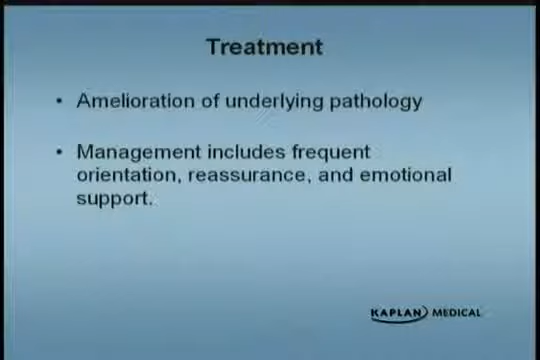 Treatment
• Amelioration of underlying pathology
• Management includes frequent
orientation, reassurance, and emotional
support.
KAPLAN MEDICAL